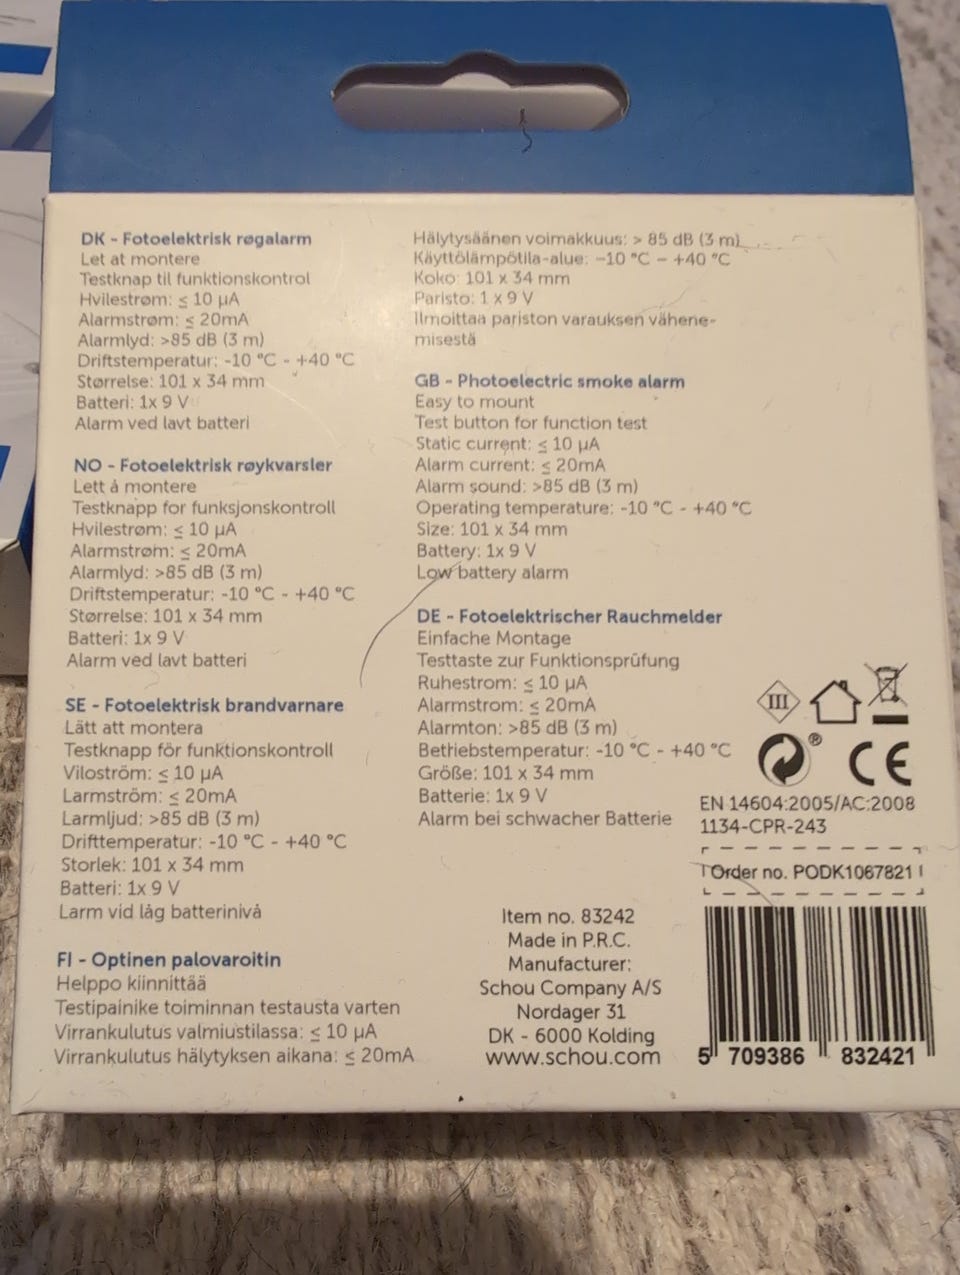 DK - Fotoelektrisk røgalarm
Let at montere
Testknap til funktionskontrol
Hvilestrøm: ≤ 10 µA
Alarmstrøm: ≤ 20mA
Alarmlyd: >85 dB (3 m)
Driftstemperatur: -10 °C - +40 °C
Størrelse: 101 x 34 mm
Batteri: 1x 9 V
Alarm ved lavt batteri
NO - Fotoelektrisk røykvarsler
Lett å montere
Testknapp for funksjonskontroll
Hvilestrøm: ≤ 10 µA
Alarmstrøm: ≤ 20mA
Alarmlyd: >85 dB (3 m)
Driftstemperatur: -10 °C - +40 °C
Størrelse: 101 x 34 mm
Batteri: 1x 9 V
Alarm ved lavt batteri
SE - Fotoelektrisk brandvarnare
Lätt att montera
Testknapp för funktionskontroll
Viloström: ≤ 10 µA
Larmström: ≤ 20mA
Larmljud: >85 dB (3 m)
Drifttemperatur: -10 °C - +40 °C
Storlek: 101 x 34 mm
Batteri: 1x 9 V
Larm vid låg batterinivå
FI - Optinen palovaroitin
Helppo kiinnittää
Testipainike toiminnan testausta varten
Virrankulutus valmiustilassa: ≤ 10 µA
Virrankulutus hälytyksen aikana: ≤ 20mA
Hälytysäänen voimakkuus: > 85 dB (3 m)
Käyttölämpötila-alue: -10 °C – +40 °C
Koko: 101 x 34 mm
Paristo: 1 x 9 V
Ilmoittaa pariston varauksen vähene-
misestä
GB - Photoelectric smoke alarm
Easy to mount
Test button for function test
Static current: ≤ 10 µA
Alarm current: ≤ 20mA
Alarm sound: >85 dB (3 m)
Operating temperature: -10 °C - +40 °C
Size: 101 x 34 mm
Battery: 1x 9 V
Low battery alarm
DE - Fotoelektrischer Rauchmelder
Einfache Montage
Testtaste zur Funktionsprüfung
Ruhestrom: ≤ 10 µA
Alarmstrom: ≤ 20mA
Alarmton: >85 dB (3 m)
Betriebstemperatur: -10 °C - +40 °C
Größe: 101 x 34 mm
Batterie: 1x 9 V
Alarm bei schwacher Batterie
III
® CE
EN 14604:2005/AC:2008
1134-CPR-243
Order no. PODK1067821
Item no. 83242
Made in P.R.C.
Manufacturer:
Schou Company A/S
Nordager 31
DK - 6000 Kolding
www.schou.com
5 709386 832421